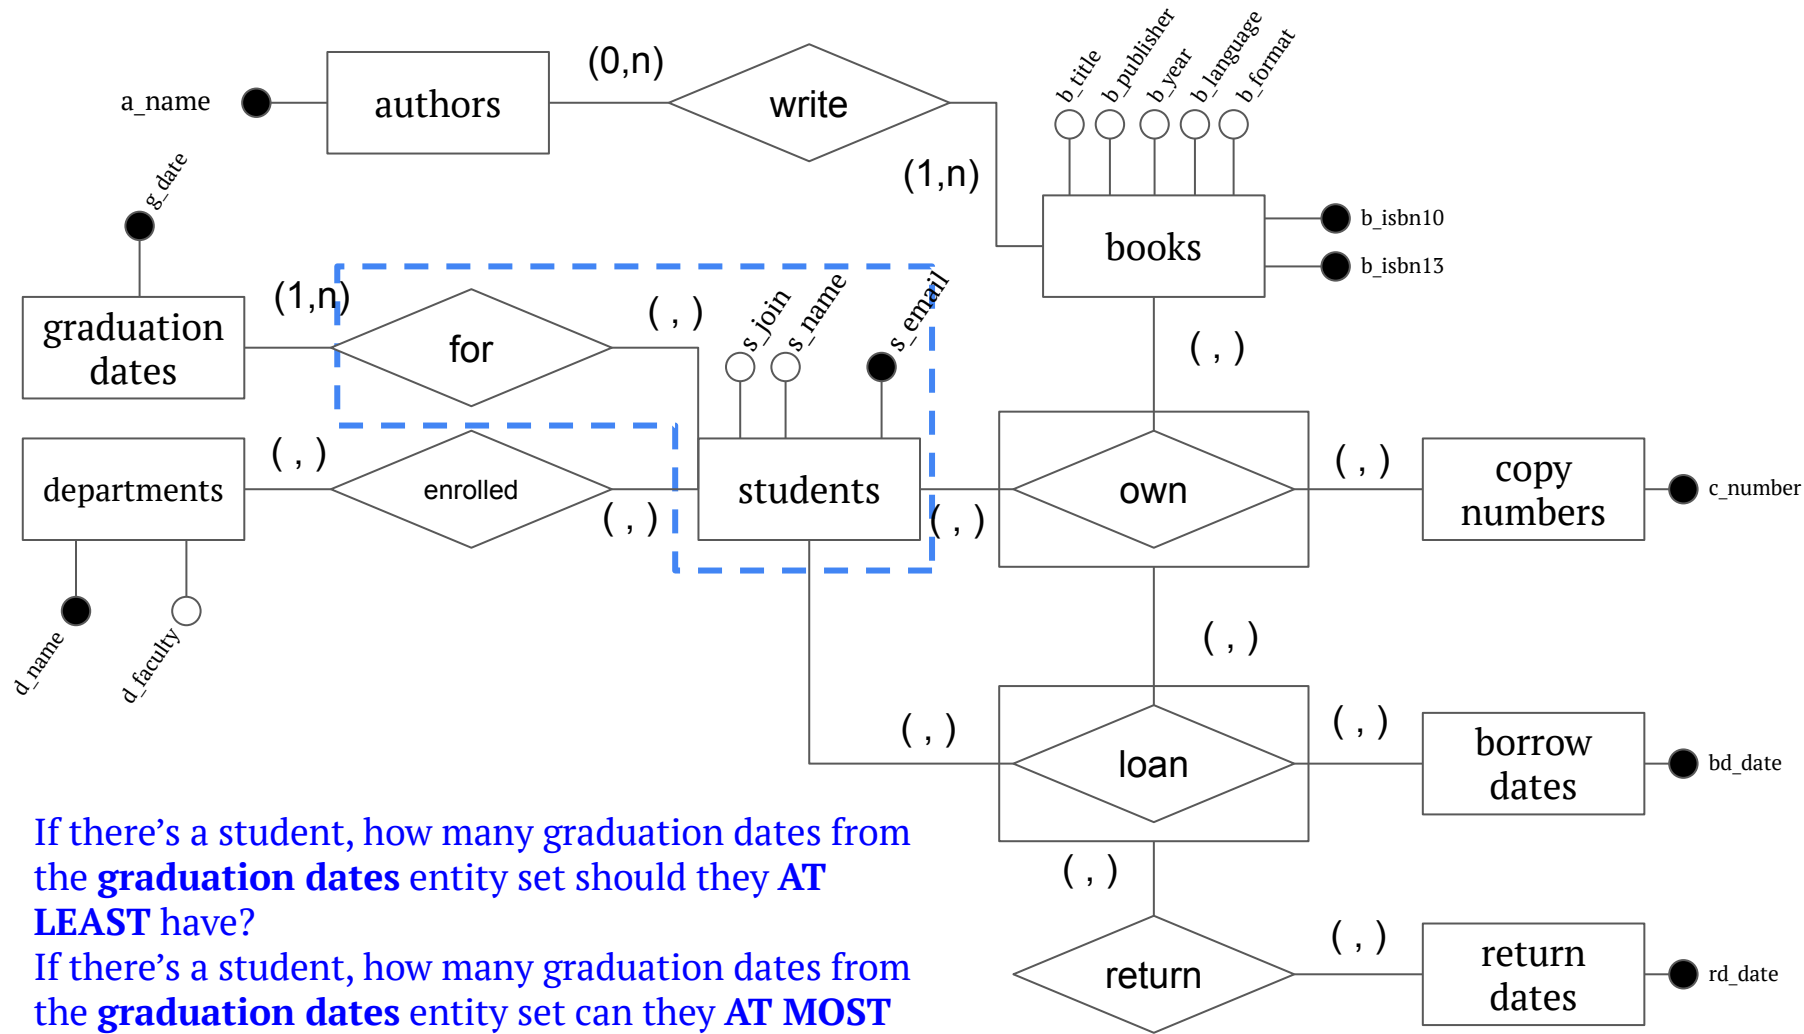 a_name
authors
(0,n)
write
(1,n)
b_title
b_publisher
b_year
b_language
b_format
books
b_isbn10
b_isbn13
g_date
graduation
dates
(1,n)
for
( , )
s_join
s_name
s_email
( , )
departments
( , )
enrolled
( , )
students
( , )
own
( , )
copy
numbers
c_number
d_name
d_faculty
( , )
( , )
loan
( , )
borrow
dates
bd_date
( , )
return
( , )
return
dates
rd_date
If there’s a student, how many graduation dates from
the graduation dates entity set should they AT
LEAST have?
If there’s a student, how many graduation dates from
the graduation dates entity set can they AT MOST